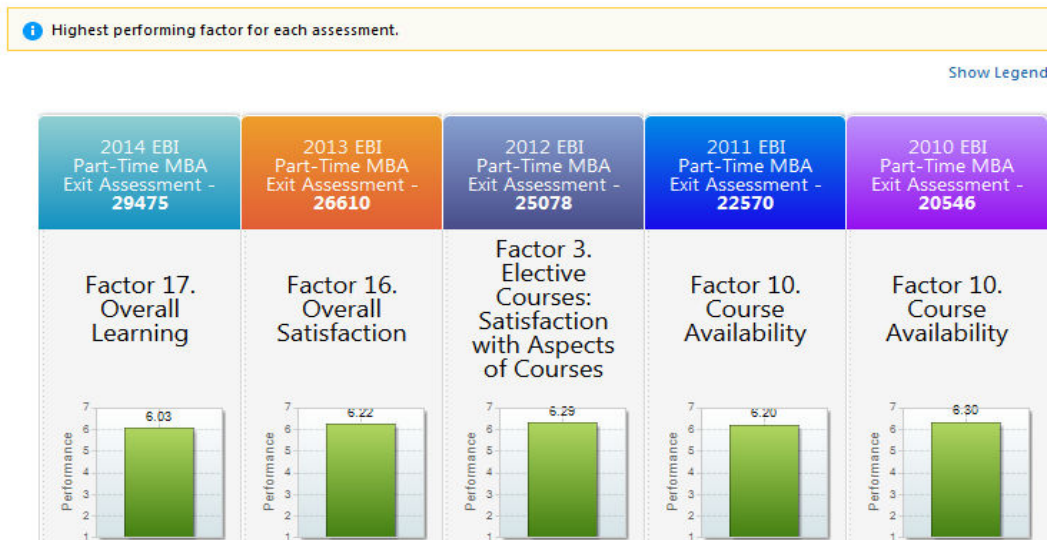 Highest performing factor for each assessment.
Show Legend
2014 EBI
Part-Time MBA
Exit Assessment -
29475
2013 EBI
Part-Time MBA
Exit Assessment -
26610
2012 EBI
Part-Time MBA
Exit Assessment -
25078
2011 EBI
Part-Time MBA
Exit Assessment -
22570
2010 EBI
Part-Time MBA
Exit Assessment -
20546
Factor 17.
Overall
Learning
Factor 16.
Overall
Satisfaction
Factor 3.
Elective
Courses:
Satisfaction
with Aspects
of Courses
Factor 10.
Course
Availability
Factor 10.
Course
Availability
Performance
7
6
5
4
3
2
1
6.03
Performance
7
6
5
4
3
2
1
6.22
Performance
7
6
5
4
3
2
1
6.29
Performance
7
6
5
4
3
2
1
6.20
Performance
7
6
5
4
3
2
1
6.30